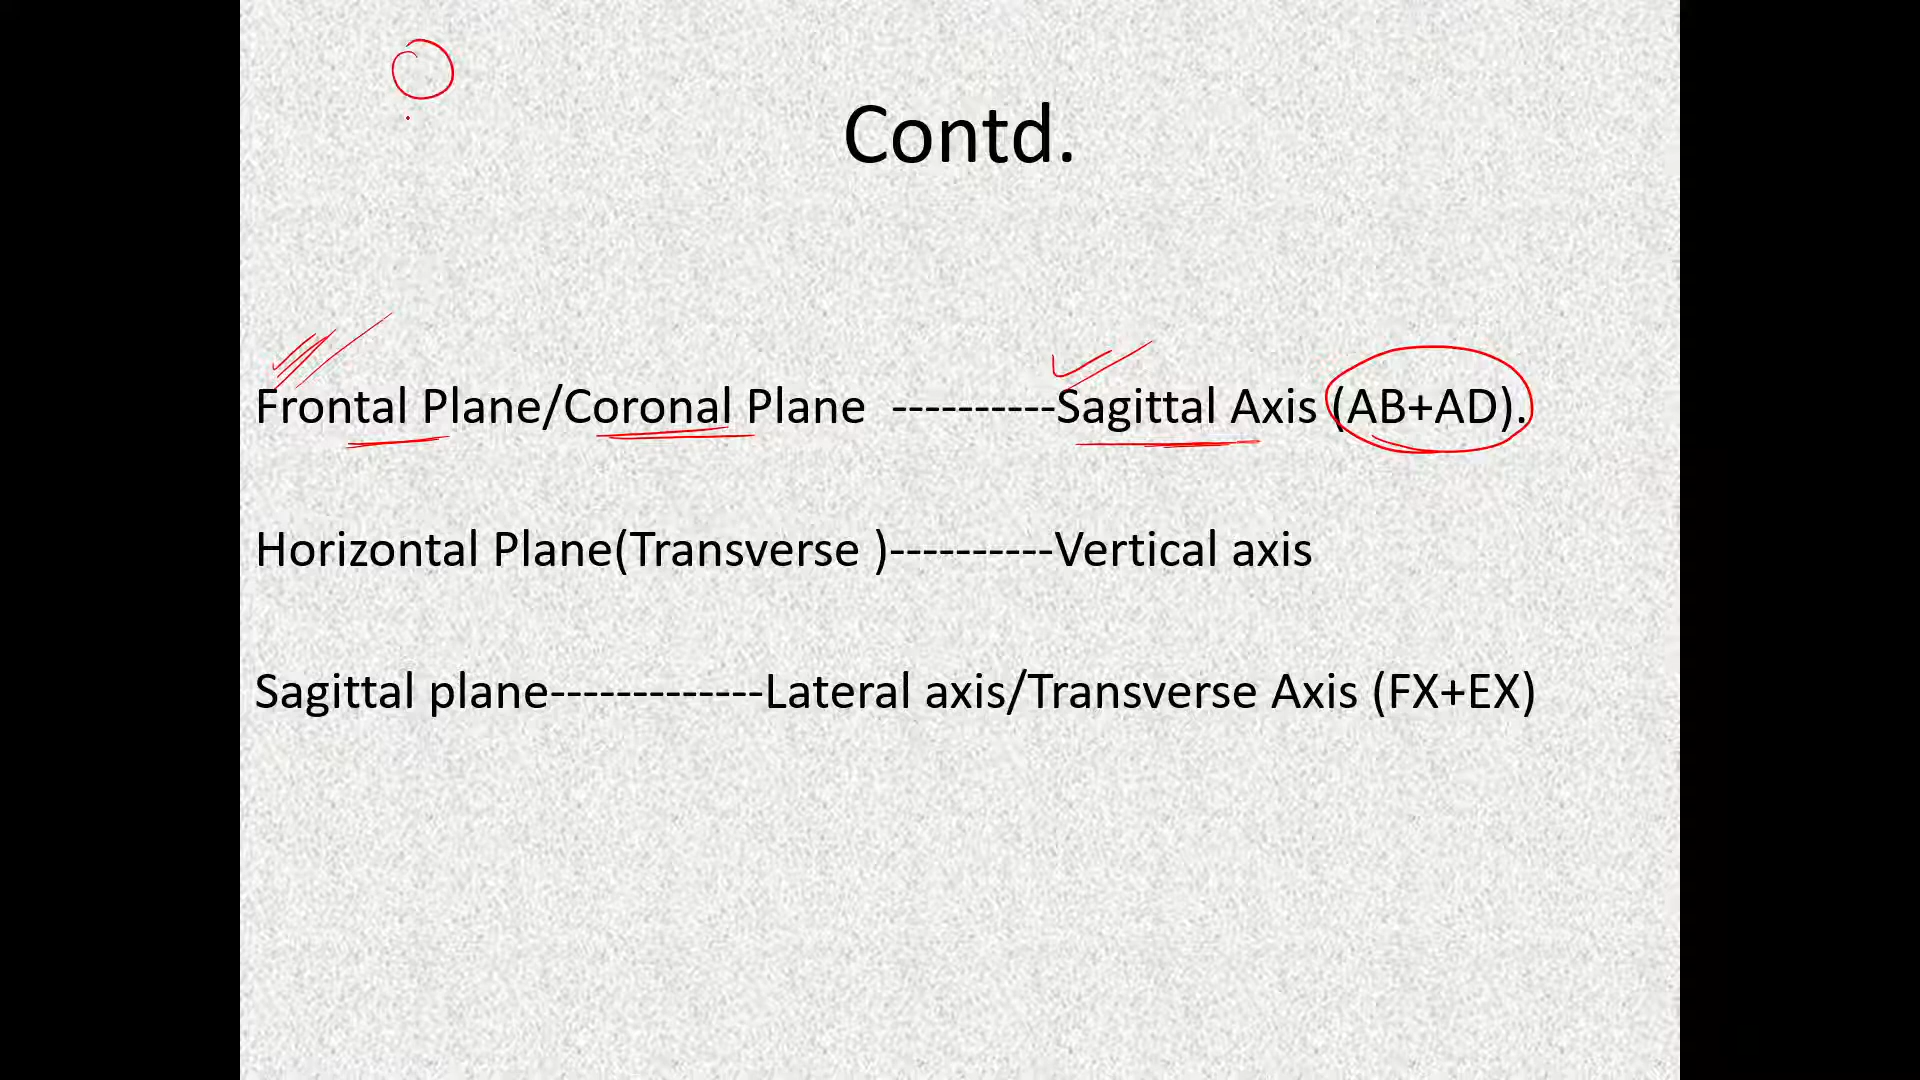 Contd.
Frontal Plane/Coronal Plane ----------Sagittal Axis (AB+AD).
Horizontal Plane(Transverse )----------Vertical axis
Sagittal plane-------------Lateral axis/Transverse Axis (FX+EX)